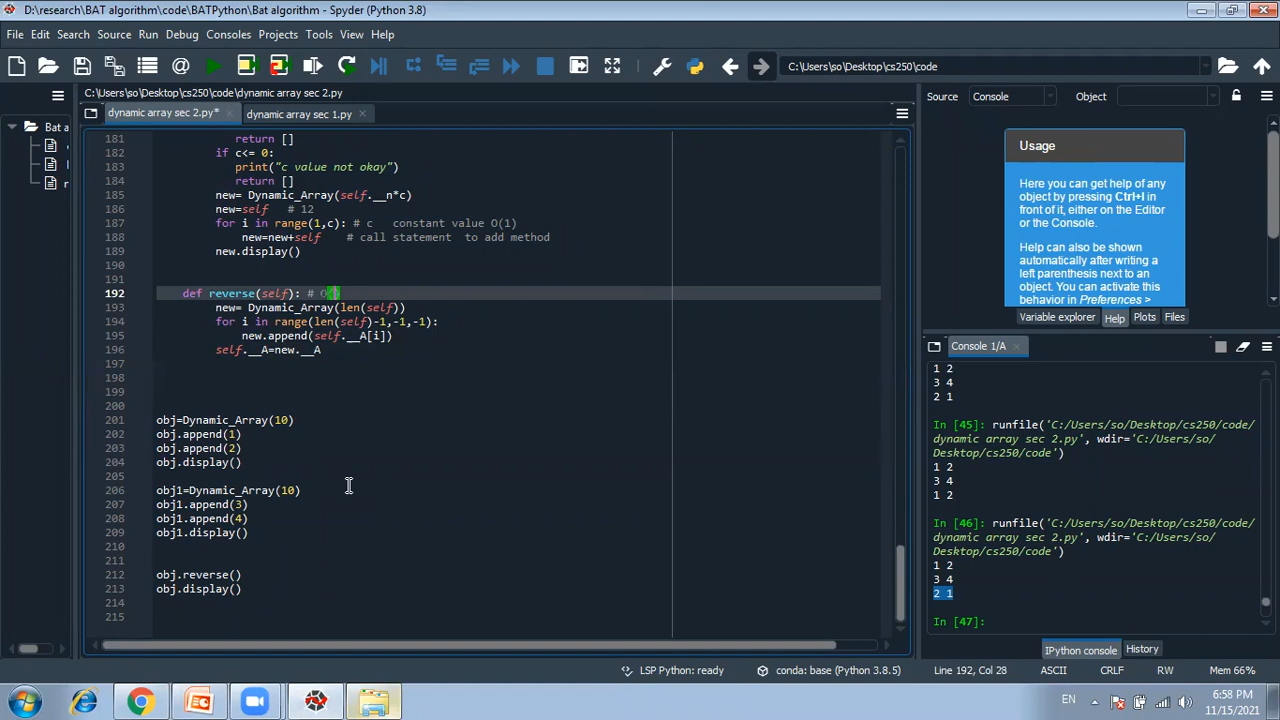 D:\research\BAT algorithm\code\BATPython\Bat algorithm - Spyder (Python 3.8)
File Edit Search Source Run Debug Consoles Projects Tools View Help
C:\Users\so\Desktop\cs250\code
C:\Users\so\Desktop\cs250\code\dynamic array sec 2.py
dynamic array sec 2.py*
dynamic array sec 1.py
Bat a
181 return []
182 if c<= 0:
183 print("c value not okay")
184 return []
185 new= Dynamic_Array(self.__n*c)
186 new=self # 12
187 for i in range(1,c): # c constant value O(1)
188 new=new+self # call statement to add method
189 new.display()
190
191
192 def reverse(self): # O()
193 new= Dynamic_Array(len(self))
194 for i in range(len(self)-1,-1,-1):
195 new.append(self.__A[i])
196 self.__A=new.__A
197
198
199
200
201 obj=Dynamic_Array(10)
202 obj.append(1)
203 obj.append(2)
204 obj.display()
205
206 obj1=Dynamic_Array(10)
207 obj1.append(3)
208 obj1.append(4)
209 obj1.display()
210
211
212 obj.reverse()
213 obj.display()
214
215
Source Console Object
Usage
Here you can get help of any
object by pressing Ctrl+I in
front of it, either on the Editor
or the Console.
Help can also be shown
automatically after writing a
left parenthesis next to an
object. You can activate this
behavior in Preferences >
Variable explorer Help Plots Files
Console 1/A
1 2
3 4
2 1
In [45]: runfile('C:/Users/so/Desktop/cs250/code/
dynamic array sec 2.py', wdir='C:/Users/so/
Desktop/cs250/code')
1 2
3 4
1 2
In [46]: runfile('C:/Users/so/Desktop/cs250/code/
dynamic array sec 2.py', wdir='C:/Users/so/
Desktop/cs250/code')
1 2
3 4
2 1
In [47]:
IPython console History
LSP Python: ready conda: base (Python 3.8.5) Line 192, Col 28 ASCII CRLF RW Mem 66%
EN
6:58 PM
11/15/2021